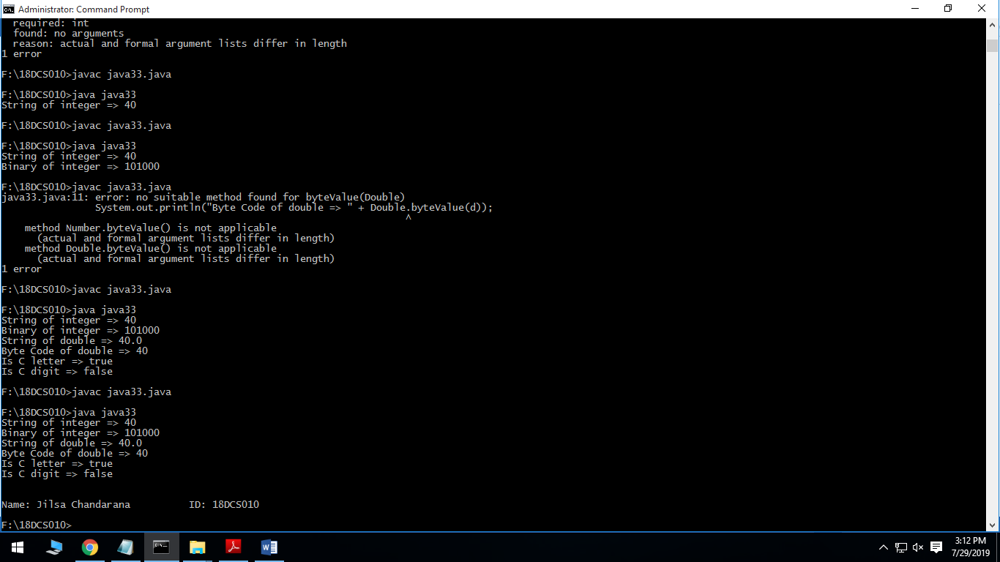 Administrator: Command Prompt
required: int
found: no arguments
reason: actual and formal argument lists differ in length
1 error
F:\18DCS010>javac java33.java
F:\18DCS010>java java33
String of integer => 40
F:\18DCS010>javac java33.java
F:\18DCS010>java java33
String of integer => 40
Binary of integer => 101000
F:\18DCS010>javac java33.java
java33.java:11: error: no suitable method found for byteValue(Double)
System.out.println("Byte Code of double => " + Double.byteValue(d));
^
method Number.byteValue() is not applicable
(actual and formal argument lists differ in length)
method Double.byteValue() is not applicable
(actual and formal argument lists differ in length)
1 error
F:\18DCS010>javac java33.java
F:\18DCS010>java java33
String of integer => 40
Binary of integer => 101000
String of double => 40.0
Byte Code of double => 40
Is C letter => true
Is C digit => false
F:\18DCS010>javac java33.java
F:\18DCS010>java java33
String of integer => 40
Binary of integer => 101000
String of double => 40.0
Byte Code of double => 40
Is C letter => true
Is C digit => false
Name: Jilsa Chandarana ID: 18DCS010
F:\18DCS010>
3:12 PM
7/29/2019